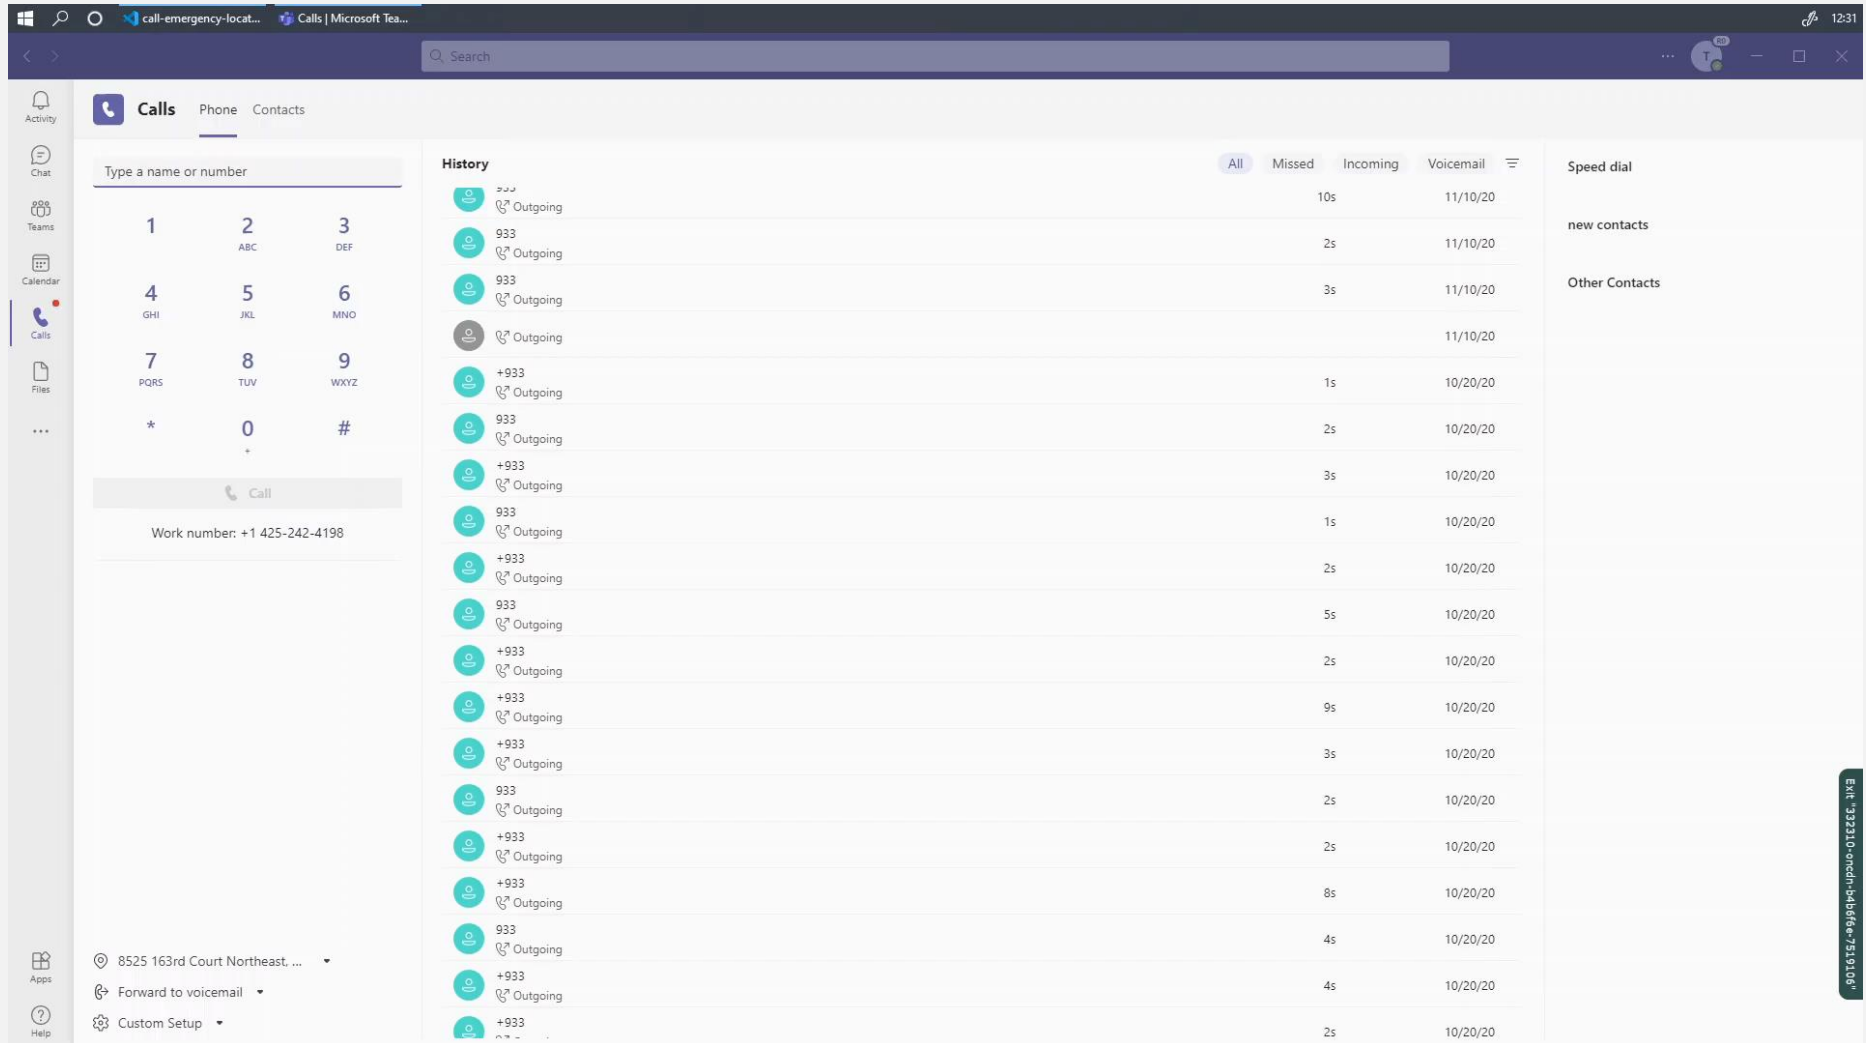 call-emergency-locat...
Calls | Microsoft Tea...
12:31
Search
T
RD
Activity
Chat
Teams
Calendar
Calls
Files
Apps
Help
Calls
Phone
Contacts
Type a name or number
1
2
ABC
3
DEF
4
GHI
5
JKL
6
MNO
7
PQRS
8
TUV
9
WXYZ
*
0
+
#
Call
Work number: +1 425-242-4198
8525 163rd Court Northeast, ...
Forward to voicemail
Custom Setup
History
All
Missed
Incoming
Voicemail
933
Outgoing
10s
11/10/20
933
Outgoing
2s
11/10/20
933
Outgoing
3s
11/10/20
Outgoing
11/10/20
+933
Outgoing
1s
10/20/20
933
Outgoing
2s
10/20/20
+933
Outgoing
3s
10/20/20
933
Outgoing
1s
10/20/20
+933
Outgoing
2s
10/20/20
933
Outgoing
5s
10/20/20
+933
Outgoing
2s
10/20/20
+933
Outgoing
9s
10/20/20
+933
Outgoing
3s
10/20/20
933
Outgoing
2s
10/20/20
+933
Outgoing
2s
10/20/20
+933
Outgoing
8s
10/20/20
933
Outgoing
4s
10/20/20
+933
Outgoing
4s
10/20/20
+933
2s
10/20/20
Speed dial
new contacts
Other Contacts
Exit "332310-oncdn-b4b6f6e-7519106"